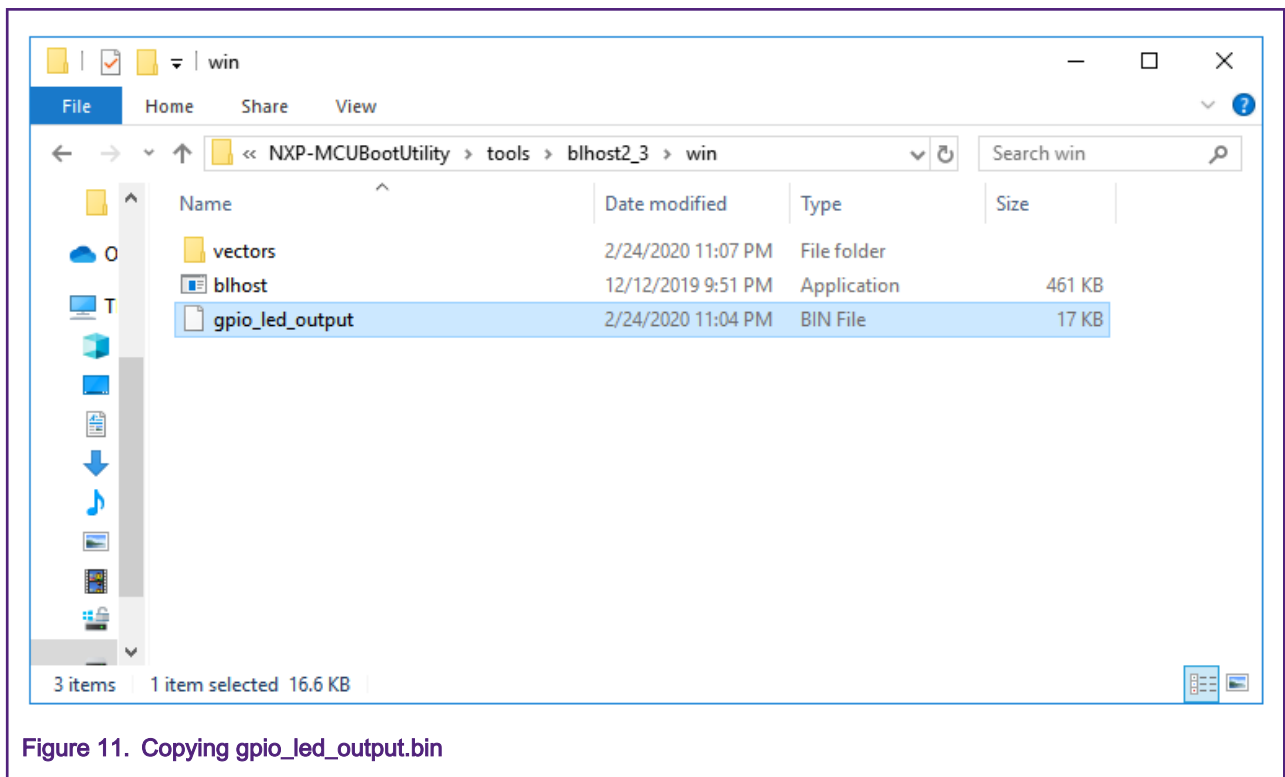 win
File Home Share View
« NXP-MCUBootUtility > tools > blhost2_3 > win Search win
Name Date modified Type Size
vectors 2/24/2020 11:07 PM File folder
blhost 12/12/2019 9:51 PM Application 461 KB
gpio_led_output 2/24/2020 11:04 PM BIN File 17 KB
O
T
3 items 1 item selected 16.6 KB
Figure 11. Copying gpio_led_output.bin